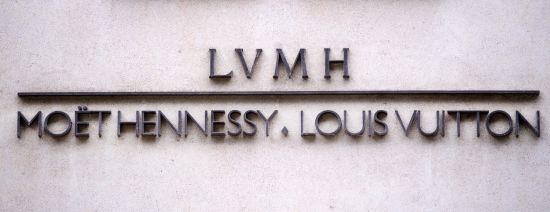 LVMH
MOËT HENNESSY. LOUIS VUITTON